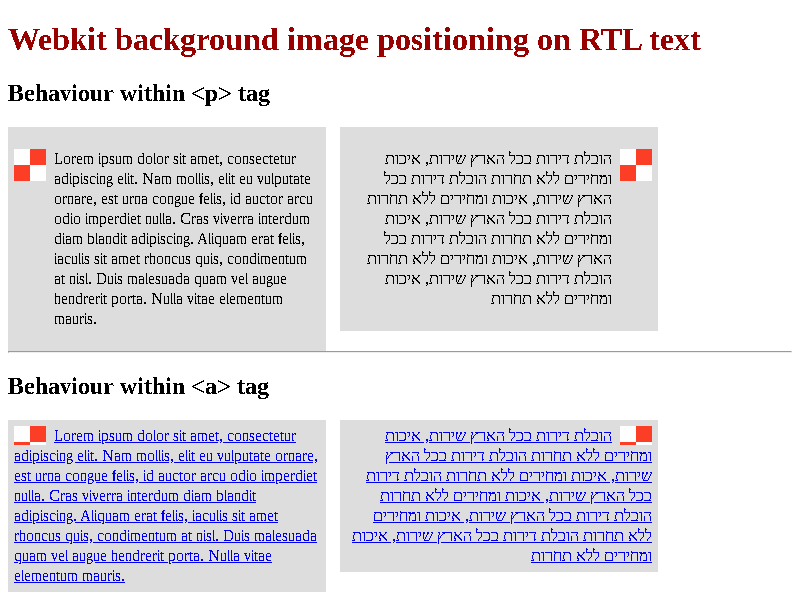 Webkit background image positioning on RTL text
Behaviour within <p> tag
Lorem ipsum dolor sit amet, consectetur
adipiscing elit. Nam mollis, elit eu vulputate
ornare, est urna congue felis, id auctor arcu
odio imperdiet nulla. Cras viverra interdum
diam blandit adipiscing. Aliquam erat felis,
iaculis sit amet rhoncus quis, condimentum
at nisl. Duis malesuada quam vel augue
hendrerit porta. Nulla vitae elementum
mauris.
הובלת דירות בכל הארץ שירות, איכות
ומחירים ללא תחרות הובלת דירות בכל
הארץ שירות, איכות ומחירים ללא תחרות
הובלת דירות בכל הארץ שירות, איכות
ומחירים ללא תחרות הובלת דירות בכל
הארץ שירות, איכות ומחירים ללא תחרות
הובלת דירות בכל הארץ שירות, איכות
ומחירים ללא תחרות
Behaviour within <a> tag
Lorem ipsum dolor sit amet, consectetur
adipiscing elit. Nam mollis, elit eu vulputate ornare,
est urna congue felis, id auctor arcu odio imperdiet
nulla. Cras viverra interdum diam blandit
adipiscing. Aliquam erat felis, iaculis sit amet
rhoncus quis, condimentum at nisl. Duis malesuada
quam vel augue hendrerit porta. Nulla vitae
elementum mauris.
הובלת דירות בכל הארץ שירות, איכות
ומחירים ללא תחרות הובלת דירות בכל הארץ
שירות, איכות ומחירים ללא תחרות הובלת דירות
בכל הארץ שירות, איכות ומחירים ללא תחרות
הובלת דירות בכל הארץ שירות, איכות ומחירים
ללא תחרות הובלת דירות בכל הארץ שירות, איכות
ומחירים ללא תחרות